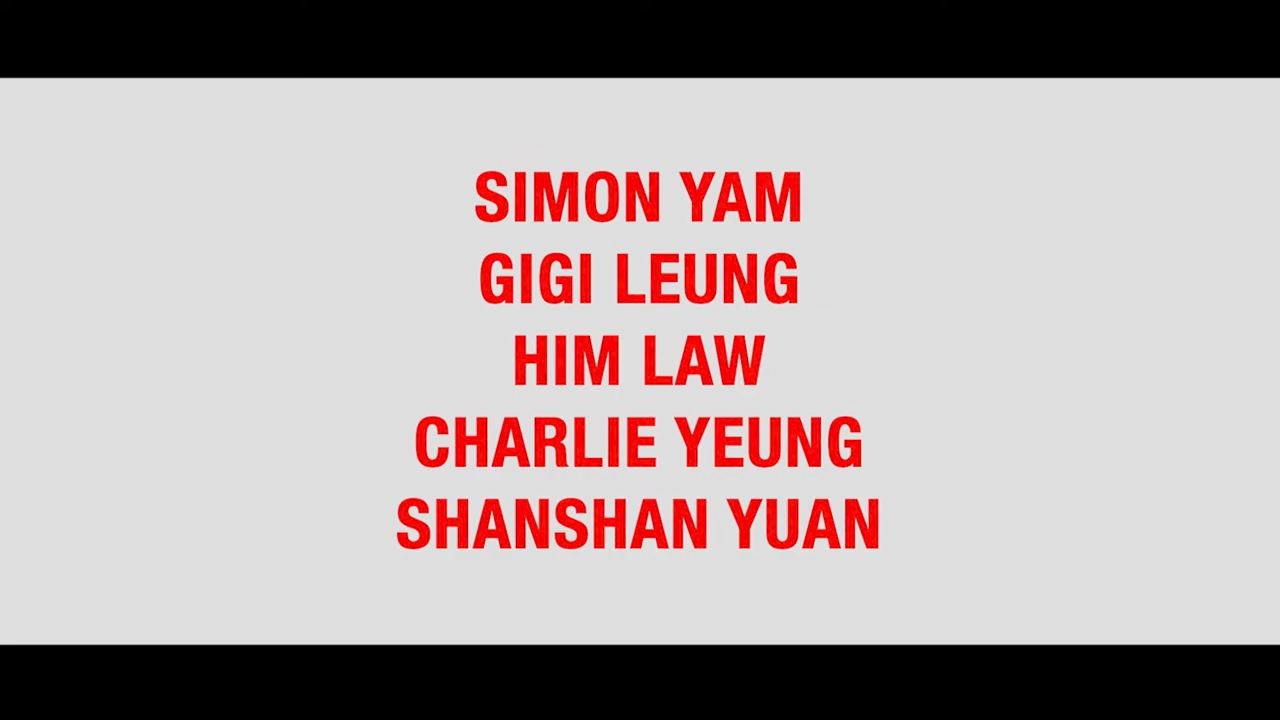 SIMON YAM
GIGI LEUNG
HIM LAW
CHARLIE YEUNG
SHANSHAN YUAN